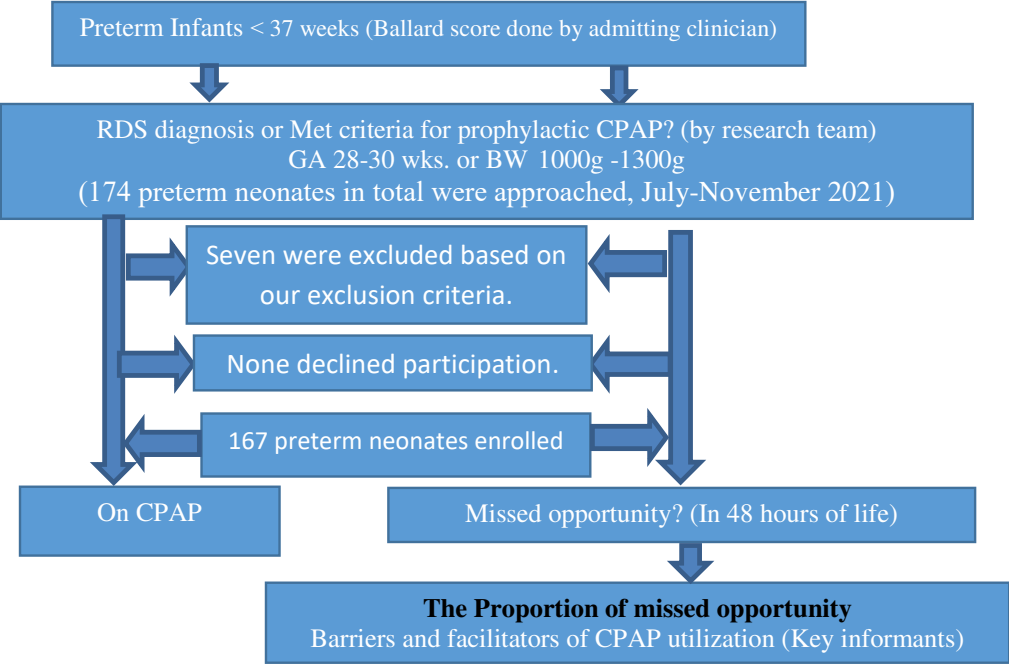 Preterm Infants < 37 weeks (Ballard score done by admitting clinician)
RDS diagnosis or Met criteria for prophylactic CPAP? (by research team)
GA 28-30 wks. or BW 1000g -1300g
(174 preterm neonates in total were approached, July-November 2021)
Seven were excluded based on
our exclusion criteria.
None declined participation.
167 preterm neonates enrolled
On CPAP
Missed opportunity? (In 48 hours of life)
The Proportion of missed opportunity
Barriers and facilitators of CPAP utilization (Key informants)